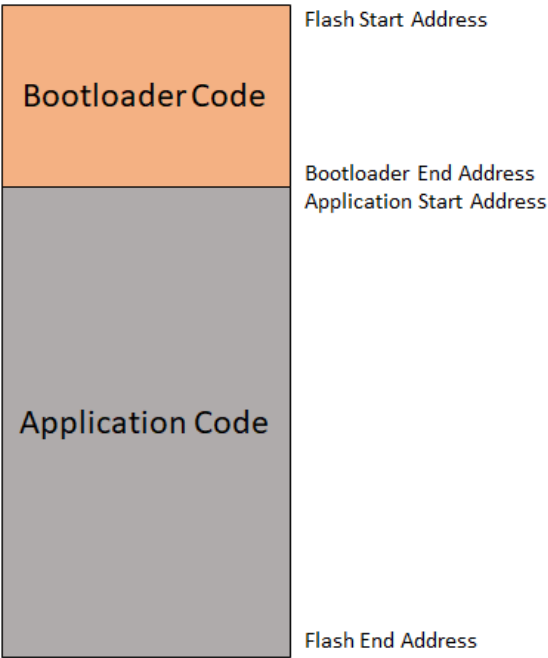 Flash Start Address
Bootloader Code
Bootloader End Address
Application Start Address
Application Code
Flash End Address